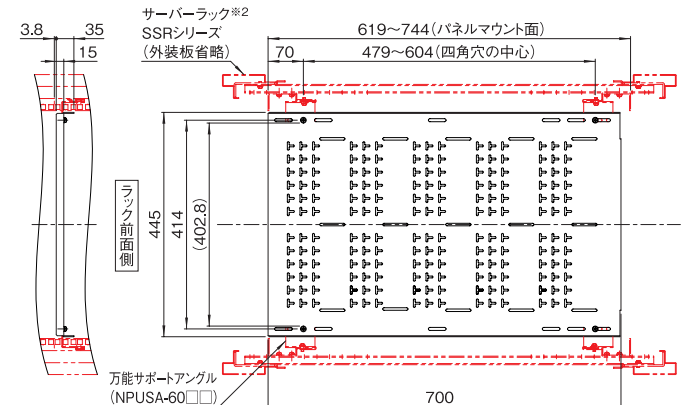 3.8
35
15
サーバーラック※2
SSRシリーズ
(外装板省略)
619〜744(パネルマウント面)
70
479〜604(四角穴の中心)
ラック前面側
445
414
(402.8)
万能サポートアングル
(NPUSA-60□□)
700